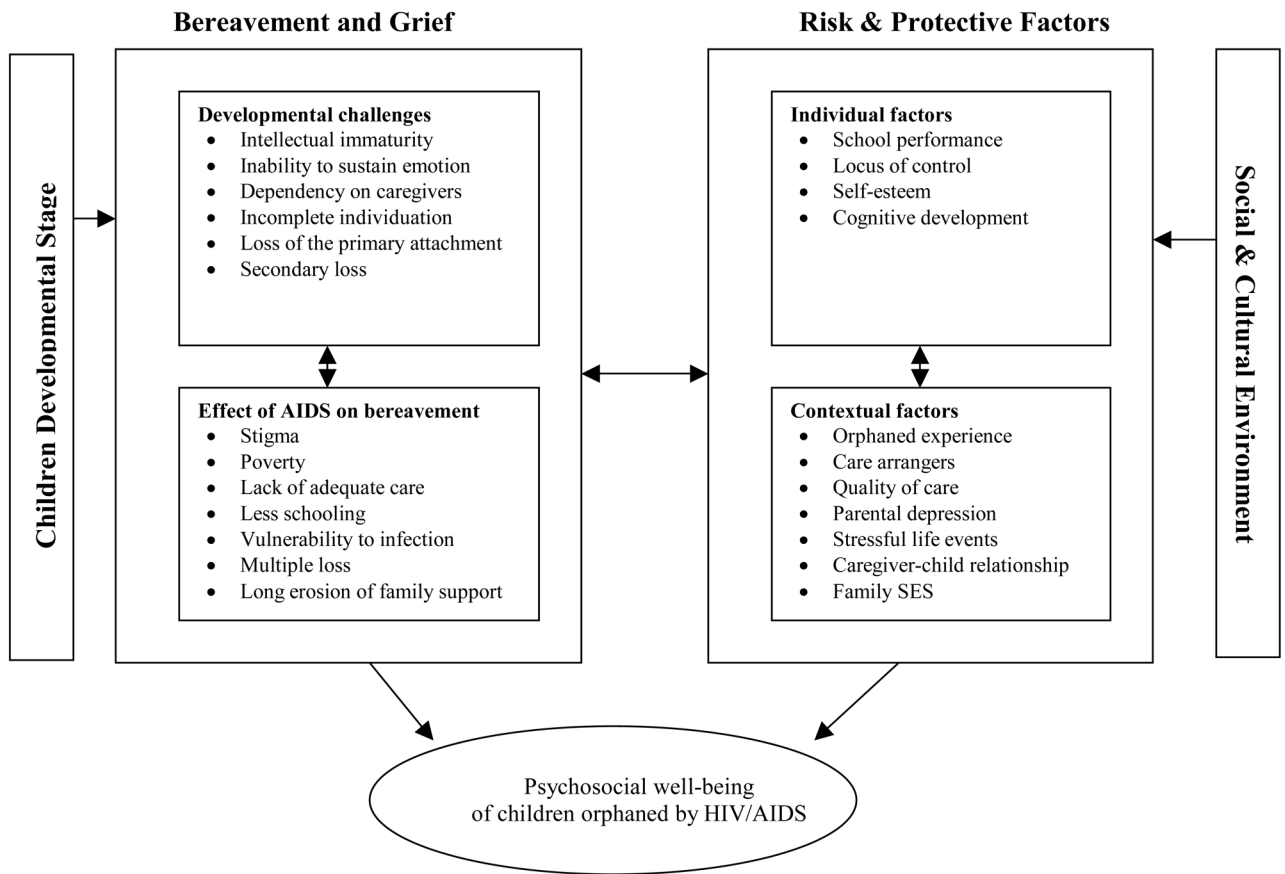 Bereavement and Grief
Risk & Protective Factors
Children Developmental Stage
Developmental challenges
• Intellectual immaturity
• Inability to sustain emotion
• Dependency on caregivers
• Incomplete individuation
• Loss of the primary attachment
• Secondary loss
Effect of AIDS on bereavement
• Stigma
• Poverty
• Lack of adequate care
• Less schooling
• Vulnerability to infection
• Multiple loss
• Long erosion of family support
Individual factors
• School performance
• Locus of control
• Self-esteem
• Cognitive development
Contextual factors
• Orphaned experience
• Care arrangers
• Quality of care
• Parental depression
• Stressful life events
• Caregiver-child relationship
• Family SES
Social & Cultural Environment
Psychosocial well-being
of children orphaned by HIV/AIDS